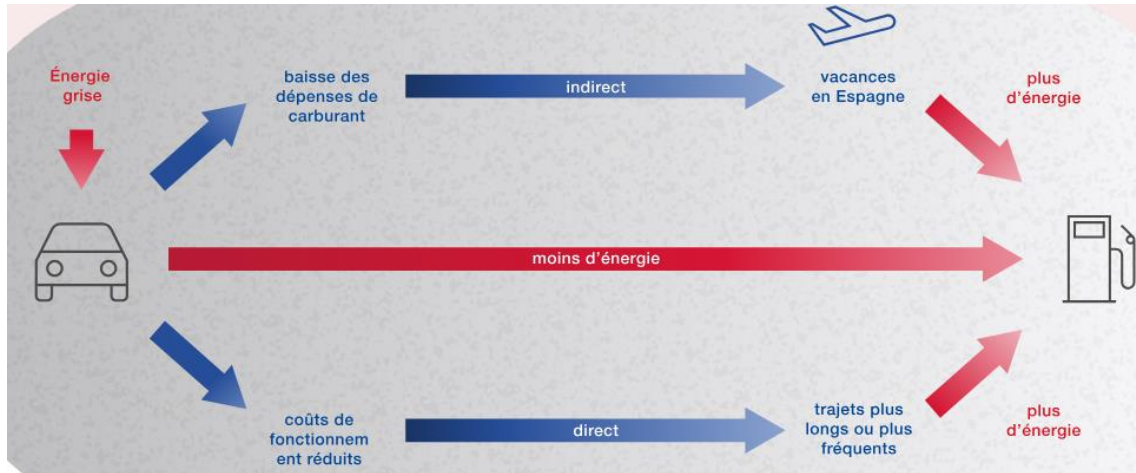 Énergie
grise
baisse des
dépenses de
carburant
indirect
vacances
en Espagne
plus
d’énergie
moins d’énergie
coûts de
fonctionnem
ent réduits
direct
trajets plus
longs ou plus
fréquents
plus
d’énergie